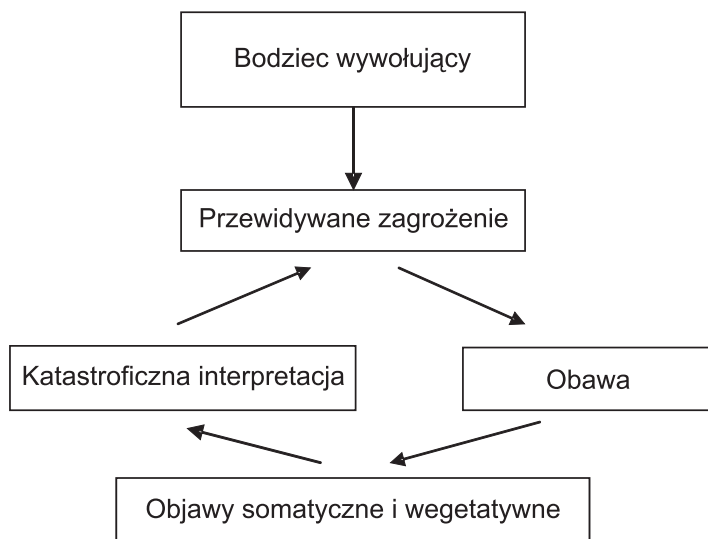 Bodziec wywołujący
Przewidywane zagrożenie
Katastroficzna interpretacja
Obawa
Objawy somatyczne i wegetatywne